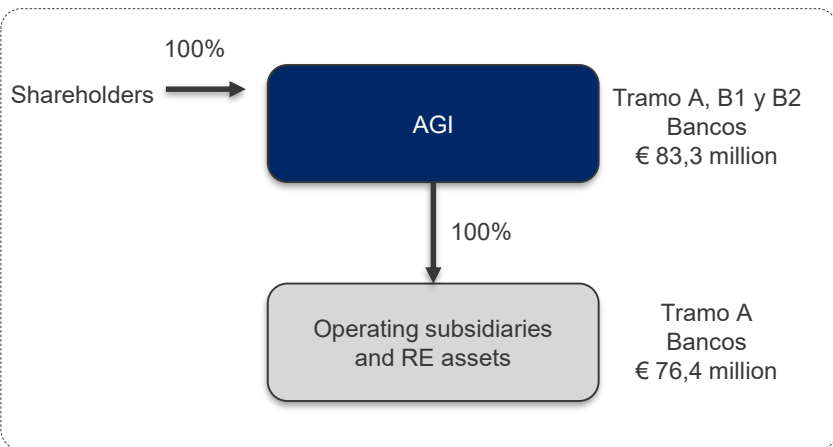 100%
Shareholders
AGI
Tramo A, B1 y B2
Bancos
€ 83,3 million
100%
Operating subsidiaries
and RE assets
Tramo A
Bancos
€ 76,4 million